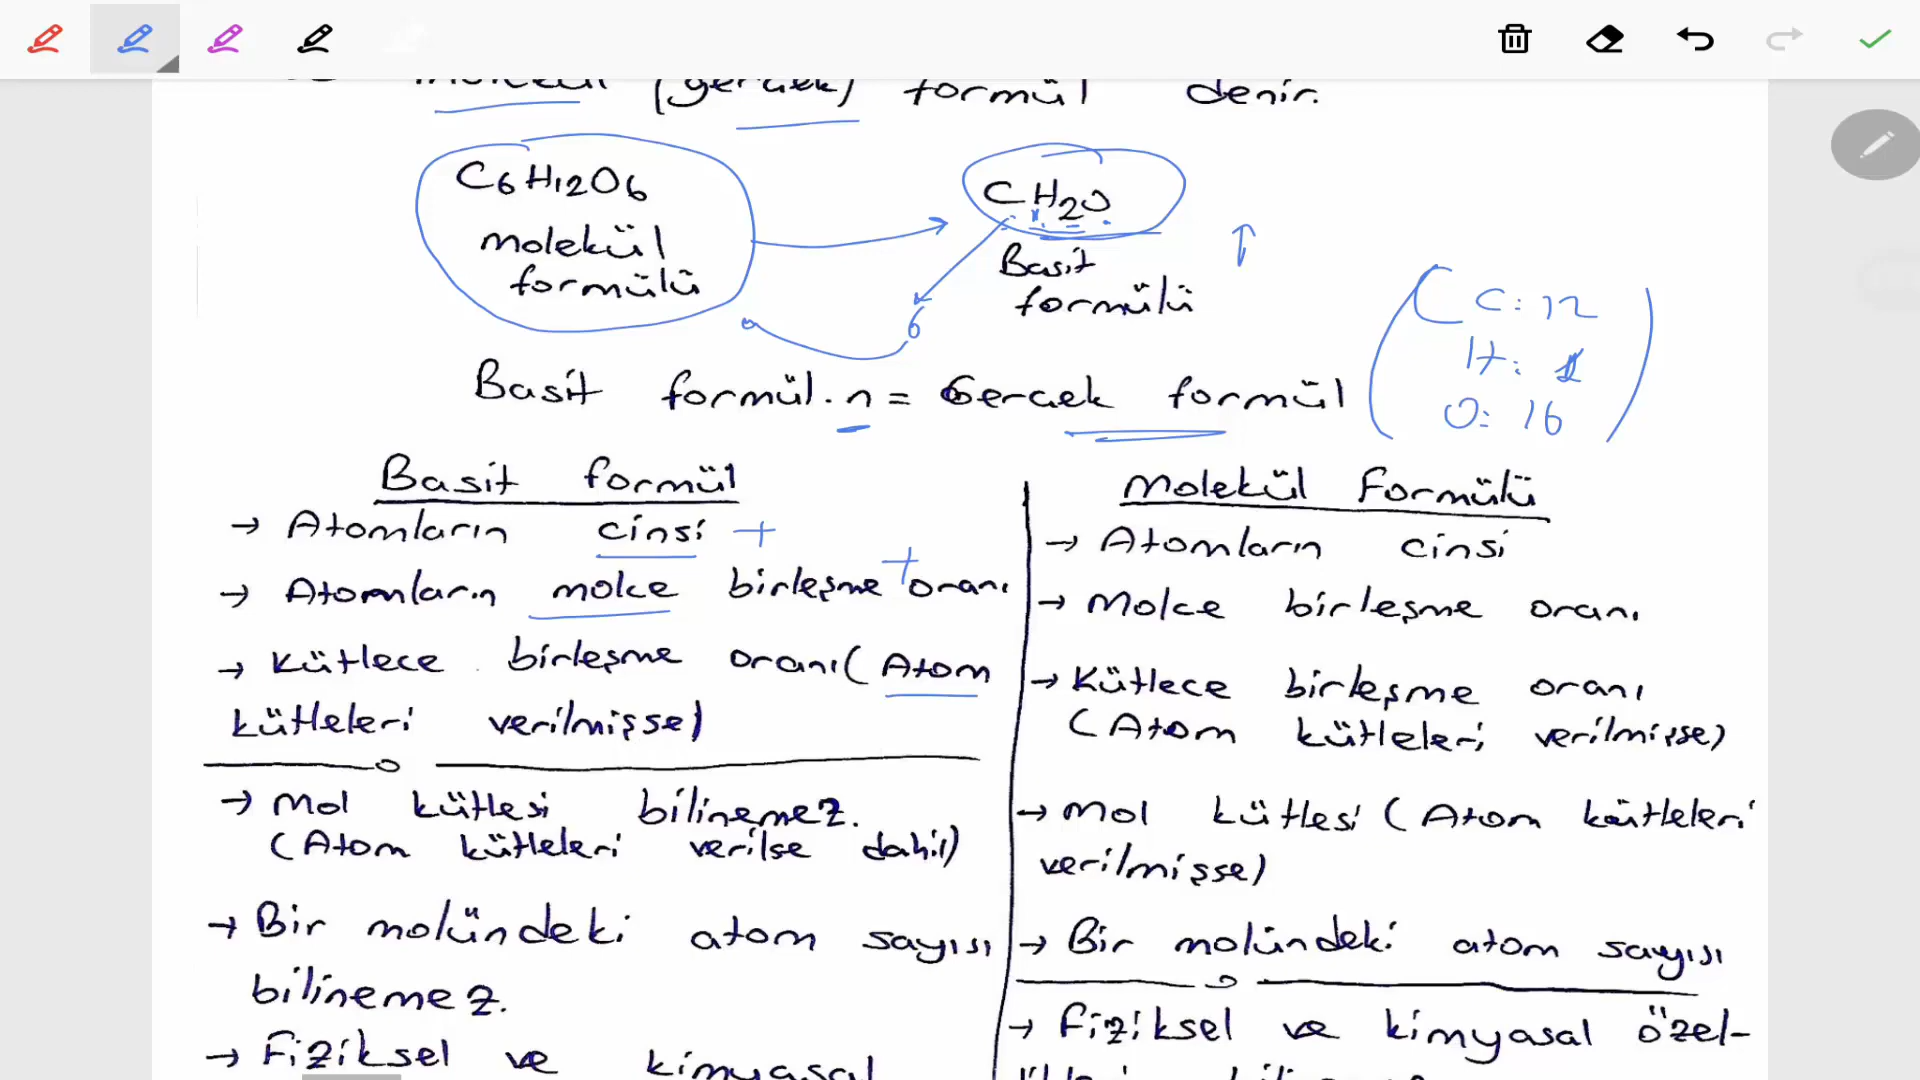 molekül (gerçek) formül denir.
C6H12O6
molekül
formülü
CH2O
Basit
formülü
6
C: 12
H: 1
O: 16
Basit formül. n = Gercek formül
Basit formül
→ Atomların cinsi +
→ Atomların molce birleşme + oranı
→ Kütlece birleşme oranı (Atom
kütleleri verilmişse)
→ Mol kütlesi bilinemez.
(Atom kütleleri verilse dahil)
→ Bir molündeki atom sayısı
bilinemez.
→ Fiziksel ve kimyasal
Molekül Formülü
→ Atomların cinsi
→ Molce birleşme oranı
→ Kütlece birleşme oranı
(Atom kütleleri verilmişse)
→ Mol kütlesi (Atom kütleleri
verilmişse)
→ Bir molündeki atom sayısı
→ Fiziksel ve kimyasal özel-